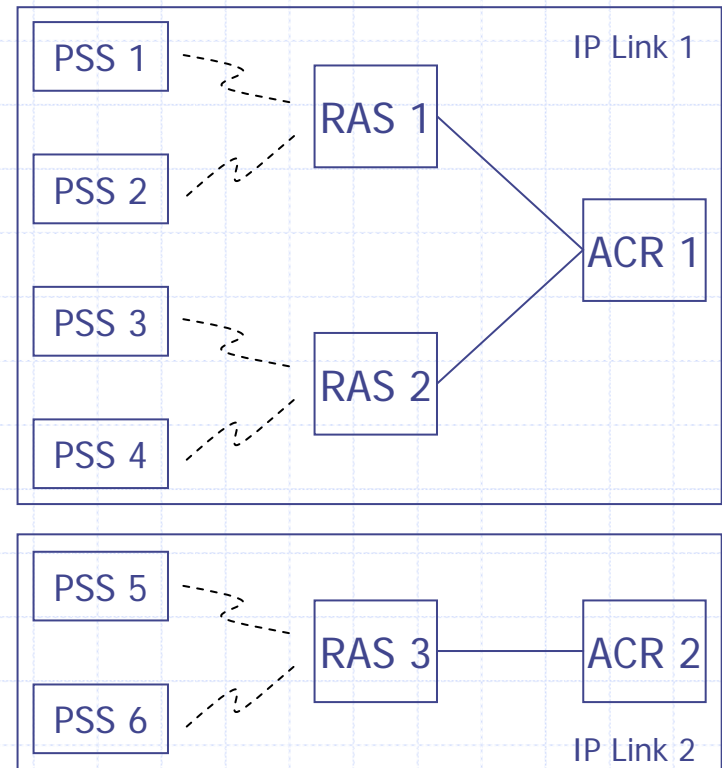 PSS 1
IP Link 1
RAS 1
PSS 2
ACR 1
PSS 3
RAS 2
PSS 4
PSS 5
RAS 3
ACR 2
PSS 6
IP Link 2